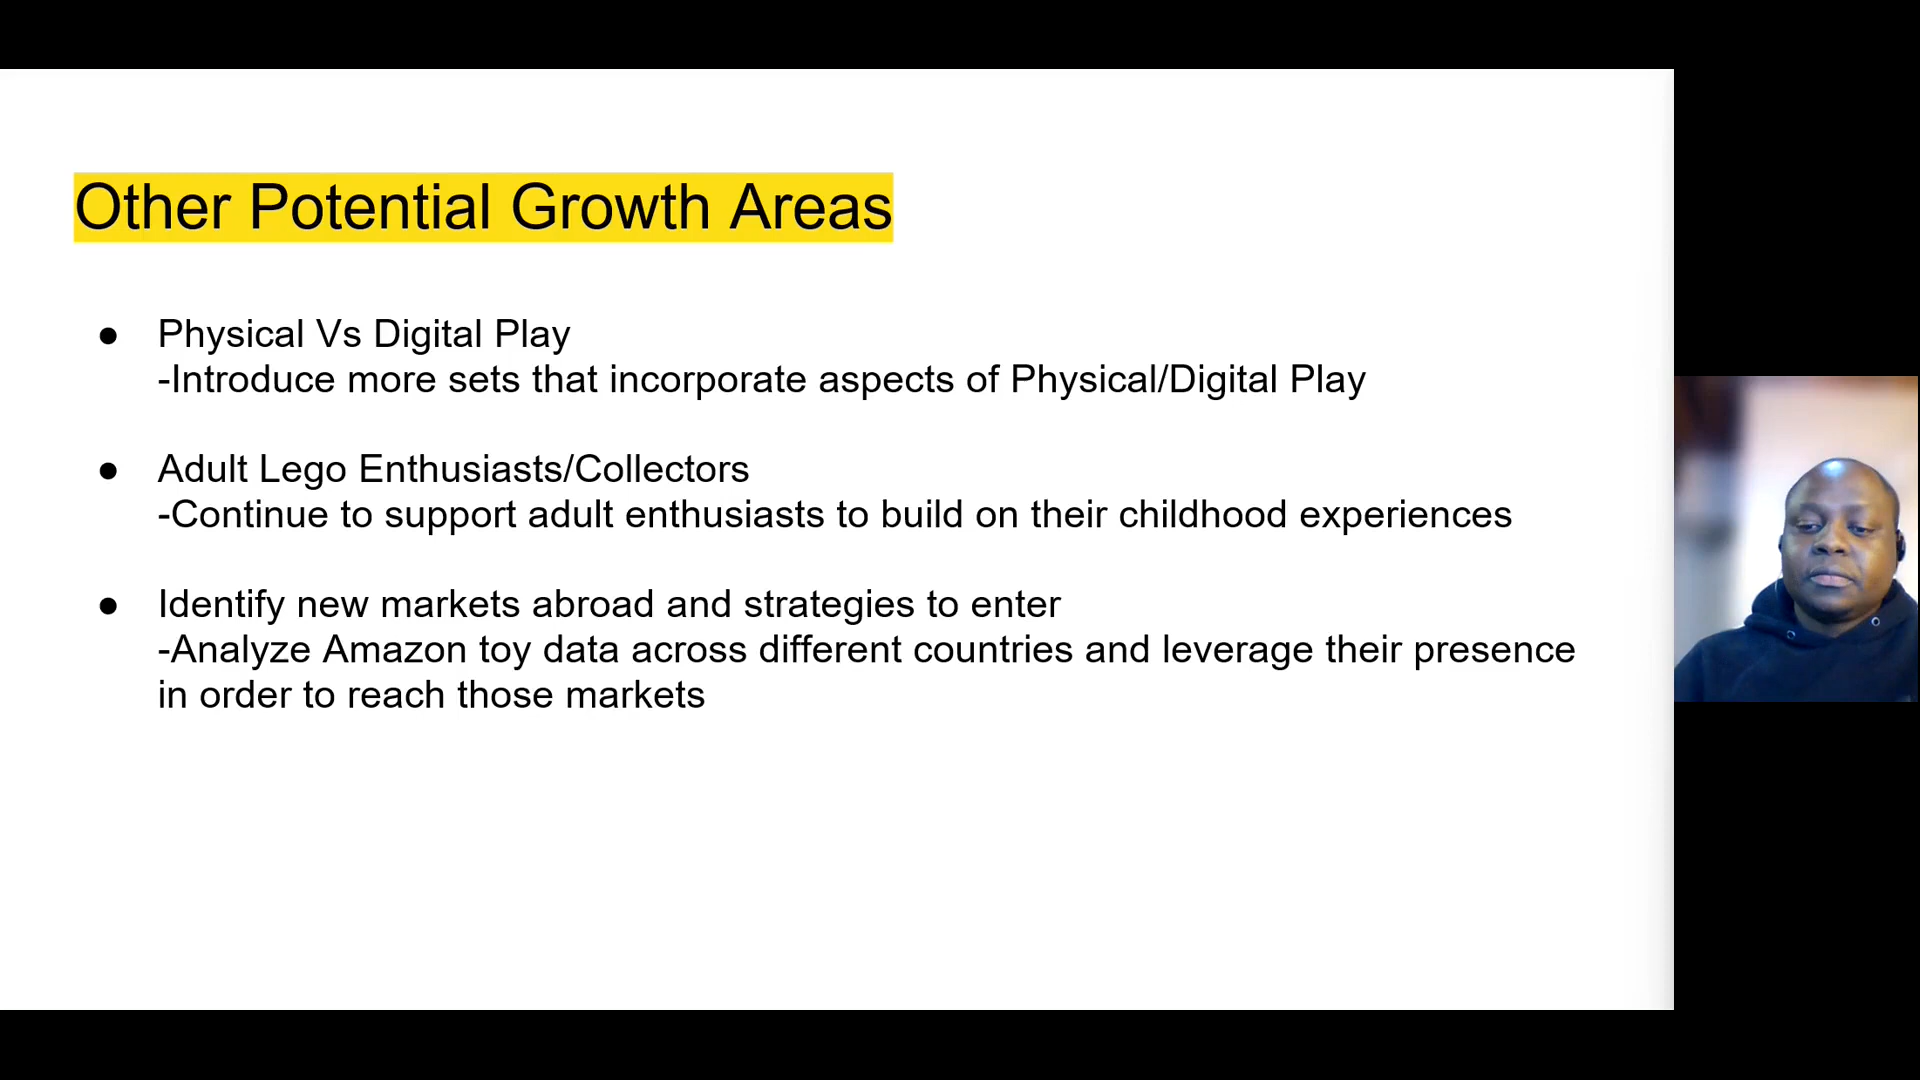 Other Potential Growth Areas
● Physical Vs Digital Play
-Introduce more sets that incorporate aspects of Physical/Digital Play
● Adult Lego Enthusiasts/Collectors
-Continue to support adult enthusiasts to build on their childhood experiences
● Identify new markets abroad and strategies to enter
-Analyze Amazon toy data across different countries and leverage their presence
in order to reach those markets